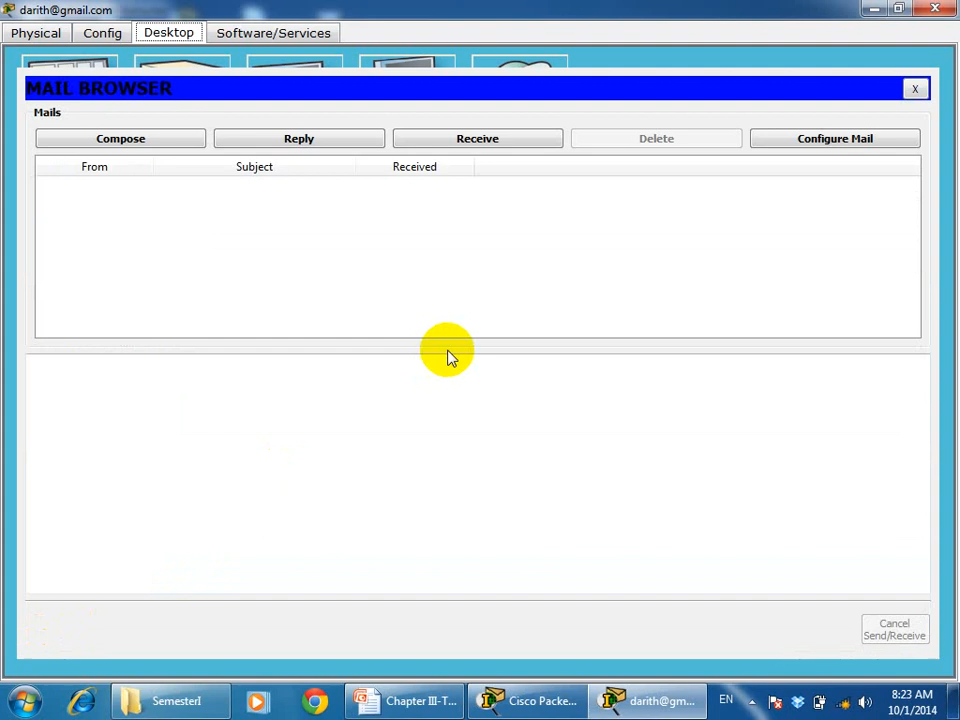 darith@gmail.com
Physical Config Desktop Software/Services
MAIL BROWSER X
Mails
Compose Reply Receive Delete Configure Mail
From Subject Received
Cancel
Send/Receive
SemesterI Chapter III-T... Cisco Packe... darith@gm... EN 8:23 AM
10/1/2014